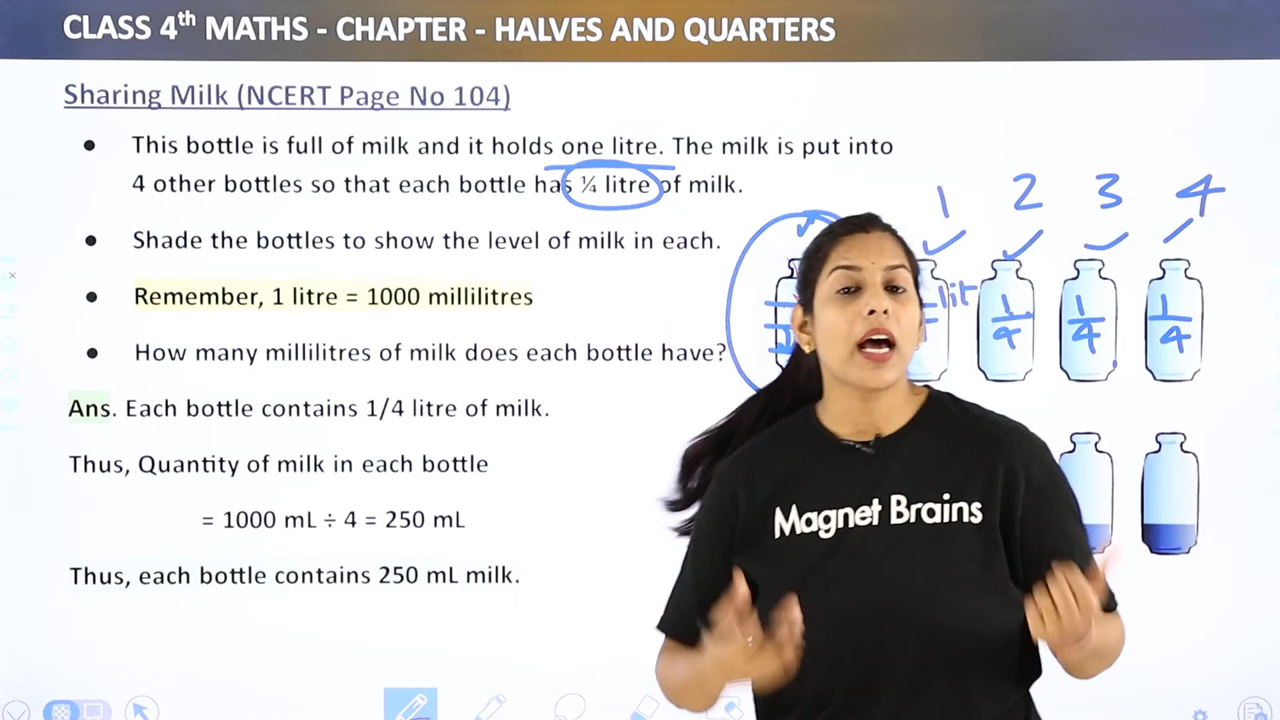 CLASS 4th MATHS - CHAPTER - HALVES AND QUARTERS
Sharing Milk (NCERT Page No 104)
• This bottle is full of milk and it holds one litre. The milk is put into
4 other bottles so that each bottle has ¼ litre of milk.
• Shade the bottles to show the level of milk in each.
• Remember, 1 litre = 1000 millilitres
• How many millilitres of milk does each bottle have?
Ans. Each bottle contains 1/4 litre of milk.
Thus, Quantity of milk in each bottle
= 1000 mL ÷ 4 = 250 mL
Thus, each bottle contains 250 mL milk.
1 2 3 4
lit 1/4 1/4 1/4
Magnet Brains